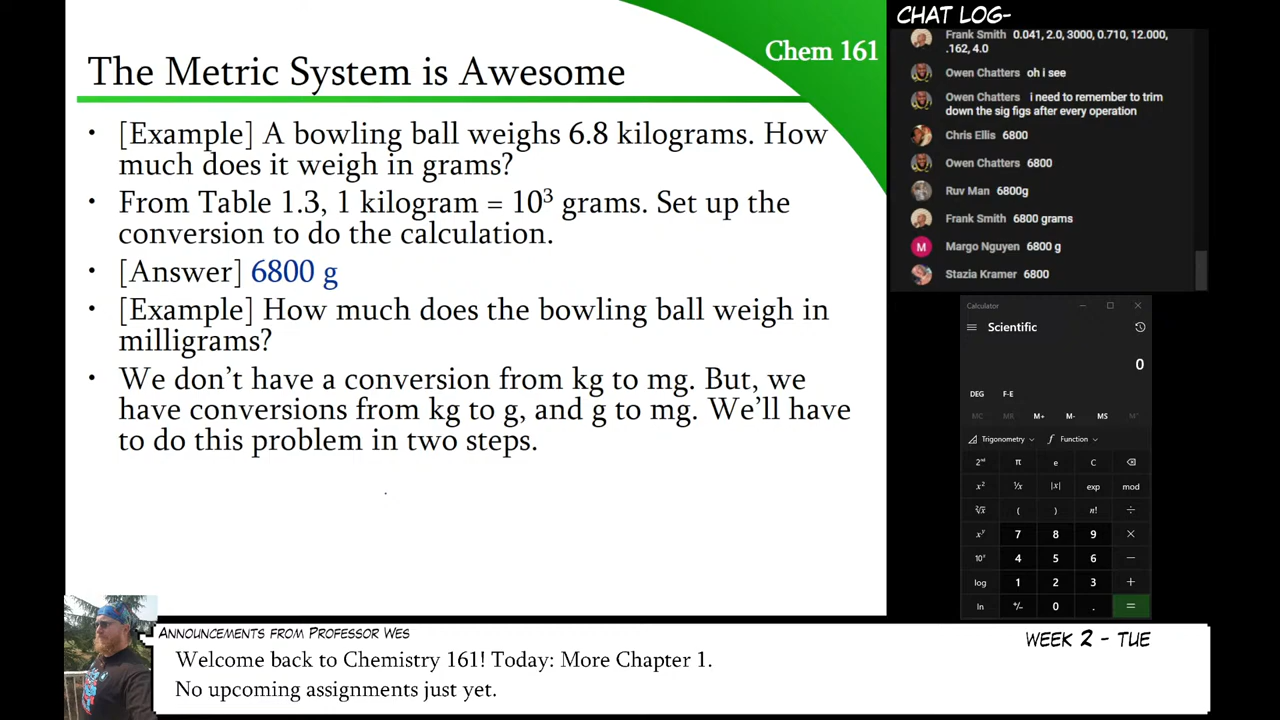 The Metric System is Awesome
Chem 161
• [Example] A bowling ball weighs 6.8 kilograms. How
much does it weigh in grams?
• From Table 1.3, 1 kilogram = 10³ grams. Set up the
conversion to do the calculation.
• [Answer] 6800 g
• [Example] How much does the bowling ball weigh in
milligrams?
• We don't have a conversion from kg to mg. But, we
have conversions from kg to g, and g to mg. We'll have
to do this problem in two steps.
CHAT LOG-
Frank Smith 0.041, 2.0, 3000, 0.710, 12.000,
.162, 4.0
Owen Chatters oh i see
Owen Chatters i need to remember to trim
down the sig figs after every operation
Chris Ellis 6800
Owen Chatters 6800
Ruv Man 6800g
Frank Smith 6800 grams
M Margo Nguyen 6800 g
Stazia Kramer 6800
Calculator
Scientific
0
DEG F-E
MC MR M+ M- MS M˅
Trigonometry Function
2ⁿᵈ π e C
x² ¹/x |x| exp mod
²√x ( ) n! ÷
xʸ 7 8 9 ×
10ˣ 4 5 6 −
log 1 2 3 +
ln +/− 0 . =
ANNOUNCEMENTS FROM PROFESSOR WES
WEEK 2 - TUE
Welcome back to Chemistry 161! Today: More Chapter 1.
No upcoming assignments just yet.